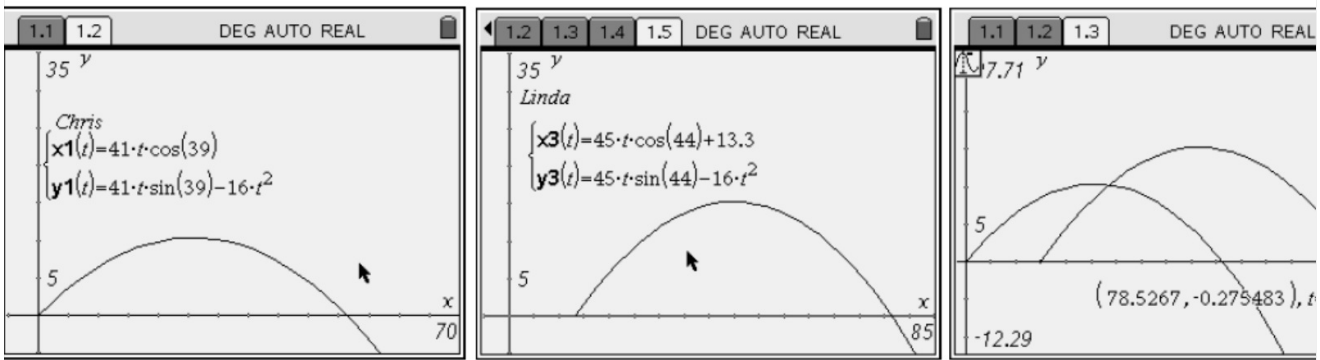 1.1 1.2 DEG AUTO REAL
35 y
Chris
x1(t)=41·t·cos(39)
y1(t)=41·t·sin(39)−16·t²
5
x
70
1.2 1.3 1.4 1.5 DEG AUTO REAL
35 y
Linda
x3(t)=45·t·cos(44)+13.3
y3(t)=45·t·sin(44)−16·t²
5
x
85
1.1 1.2 1.3 DEG AUTO REAL
7.71 y
5
(78.5267,-0.275483), t
-12.29